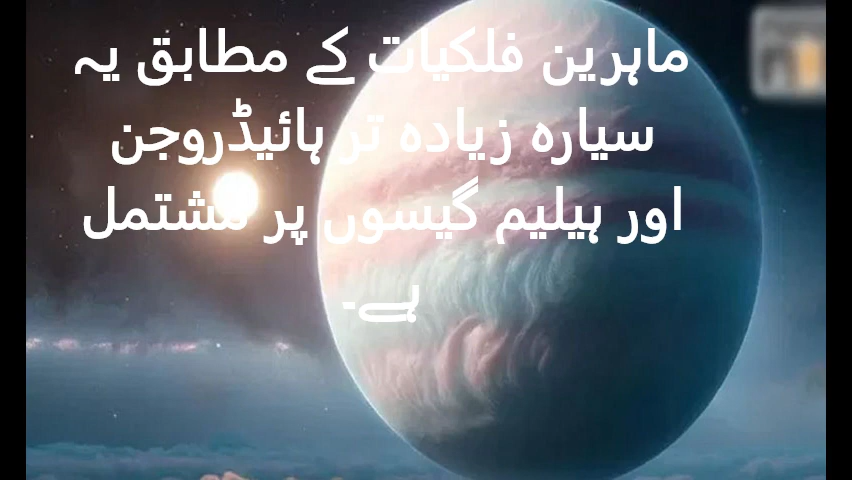 ماہرین فلکیات کے مطابق یہ
سیارہ زیادہ تر ہائیڈروجن
اور ہیلیم گیسوں پر مشتمل
ہے۔